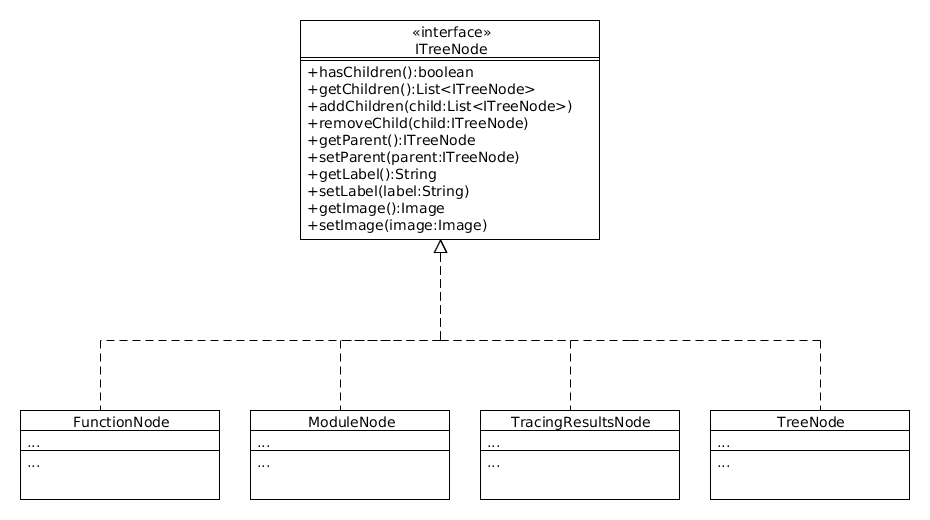 «interface»
ITreeNode
+hasChildren():boolean
+getChildren():List<ITreeNode>
+addChildren(child:List<ITreeNode>)
+removeChild(child:ITreeNode)
+getParent():ITreeNode
+setParent(parent:ITreeNode)
+getLabel():String
+setLabel(label:String)
+getImage():Image
+setImage(image:Image)
FunctionNode
...
...
ModuleNode
...
...
TracingResultsNode
...
...
TreeNode
...
...